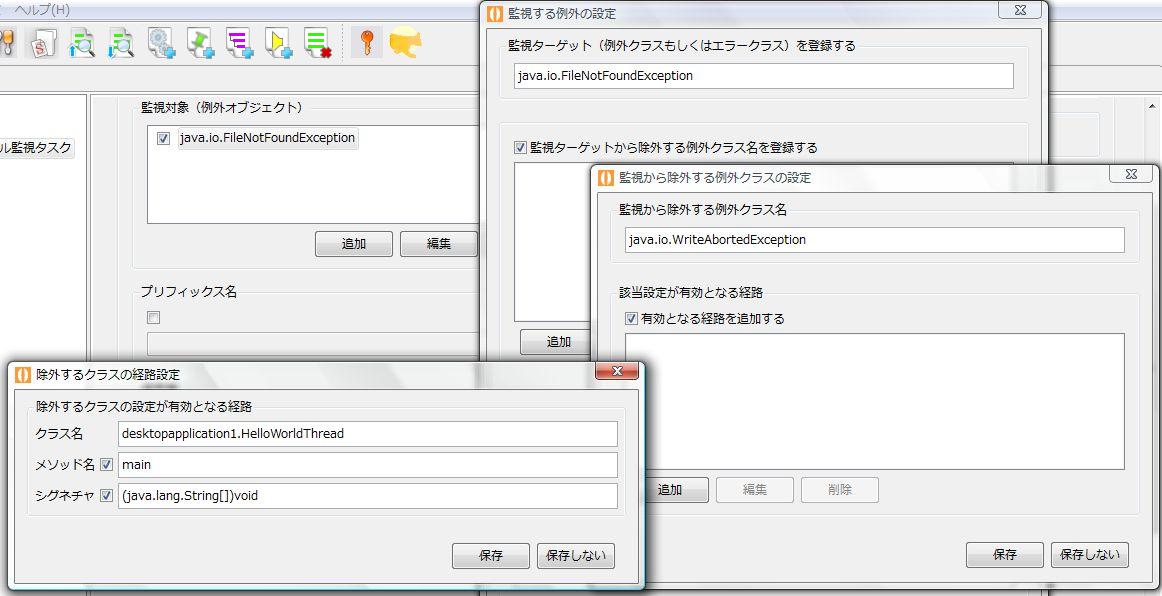 ヘルプ(H)
ル監視タスク
監視対象（例外オブジェクト）
java.io.FileNotFoundException
追加
編集
プリフィックス名
監視する例外の設定
監視ターゲット（例外クラスもしくはエラークラス）を登録する
java.io.FileNotFoundException
監視ターゲットから除外する例外クラス名を登録する
追加
監視から除外する例外クラスの設定
監視から除外する例外クラス名
java.io.WriteAbortedException
該当設定が有効となる経路
有効となる経路を追加する
追加
編集
削除
保存
保存しない
除外するクラスの経路設定
除外するクラスの設定が有効となる経路
クラス名
desktopapplication1.HelloWorldThread
メソッド名
main
シグネチャ
(java.lang.String[])void
保存
保存しない